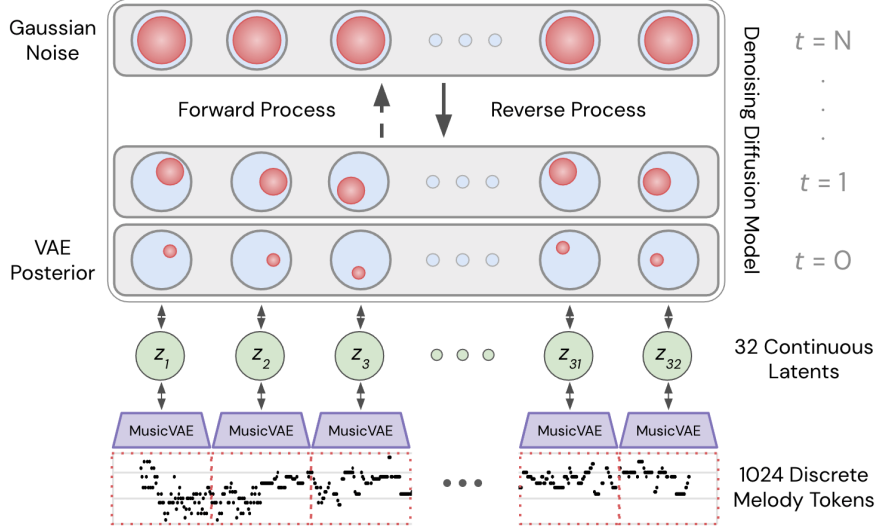 Gaussian
Noise
t = N
.
.
.
Forward Process
Reverse Process
Denoising Diffusion Model
t = 1
VAE
Posterior
t = 0
z1
z2
z3
z31
z32
32 Continuous
Latents
MusicVAE
MusicVAE
MusicVAE
MusicVAE
MusicVAE
1024 Discrete
Melody Tokens